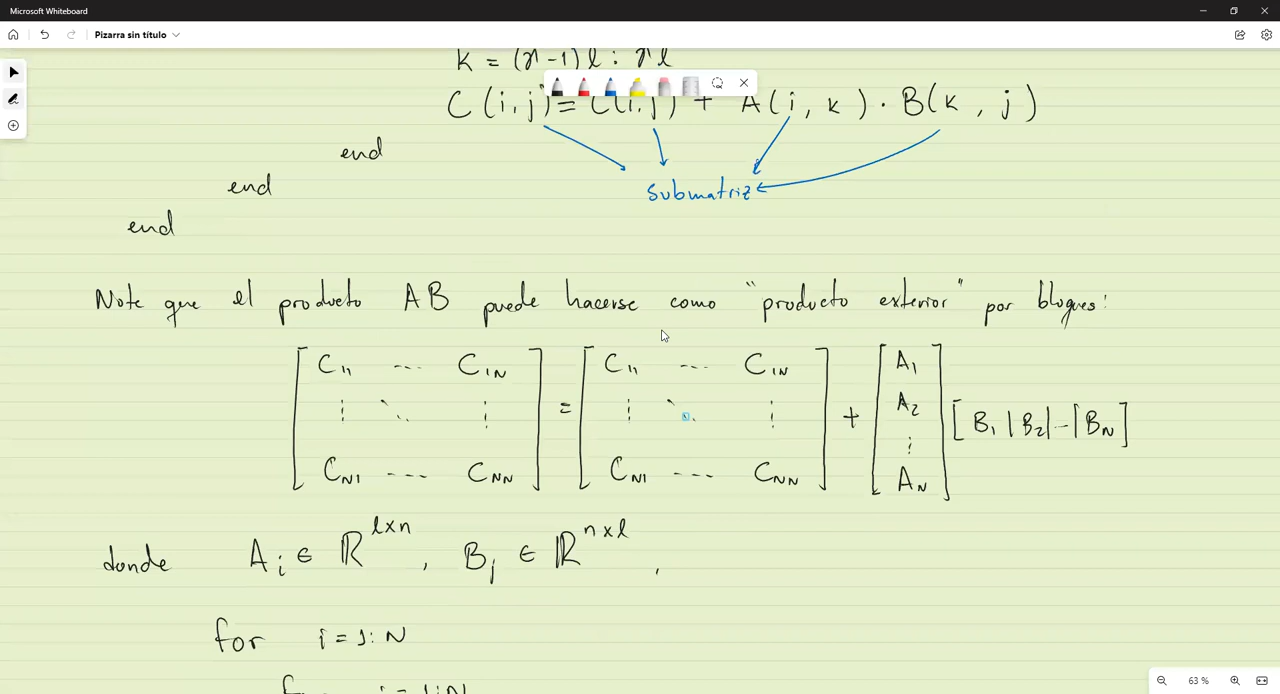 Microsoft Whiteboard
Pizarra sin título
k = (r-1)l : rl
C(i,j) = C(i,j) + A(i,k) · B(k,j)
end
submatriz
end
end
Note que el producto AB puede hacerse como "producto exterior" por bloques:
[ C11 ... C1N ] = [ C11 ... C1N ] + [ A1 ]
[ ⋮ ⋱ ⋮ ] [ ⋮ ⋱ ⋮ ] [ A2 ] [ B1 | B2 | - | BN ]
[ ⋮ ]
[ CN1 ... CNN ] [ CN1 ... CNN ] [ AN ]
donde Ai ∈ ℝ^{l×n}, Bj ∈ ℝ^{n×l},
for i = 1:N
63 %